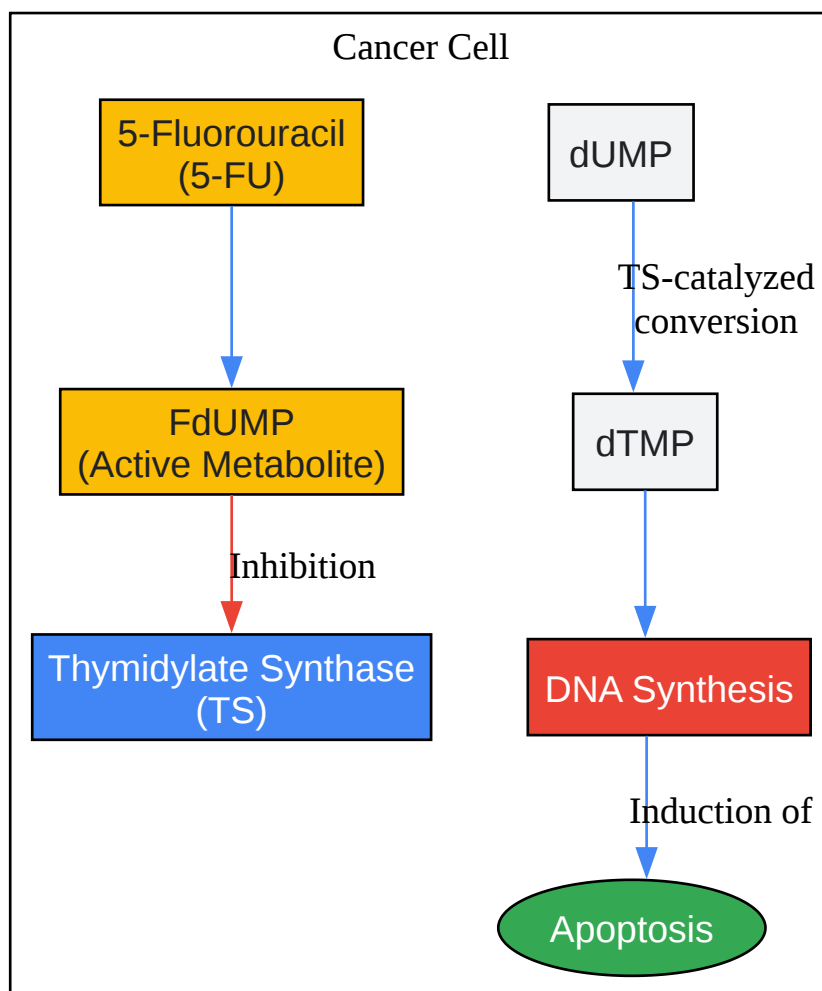 Cancer Cell
5-Fluorouracil
(5-FU)
FdUMP
(Active Metabolite)
Inhibition
Thymidylate Synthase
(TS)
dUMP
TS-catalyzed
conversion
dTMP
DNA Synthesis
Induction of
Apoptosis